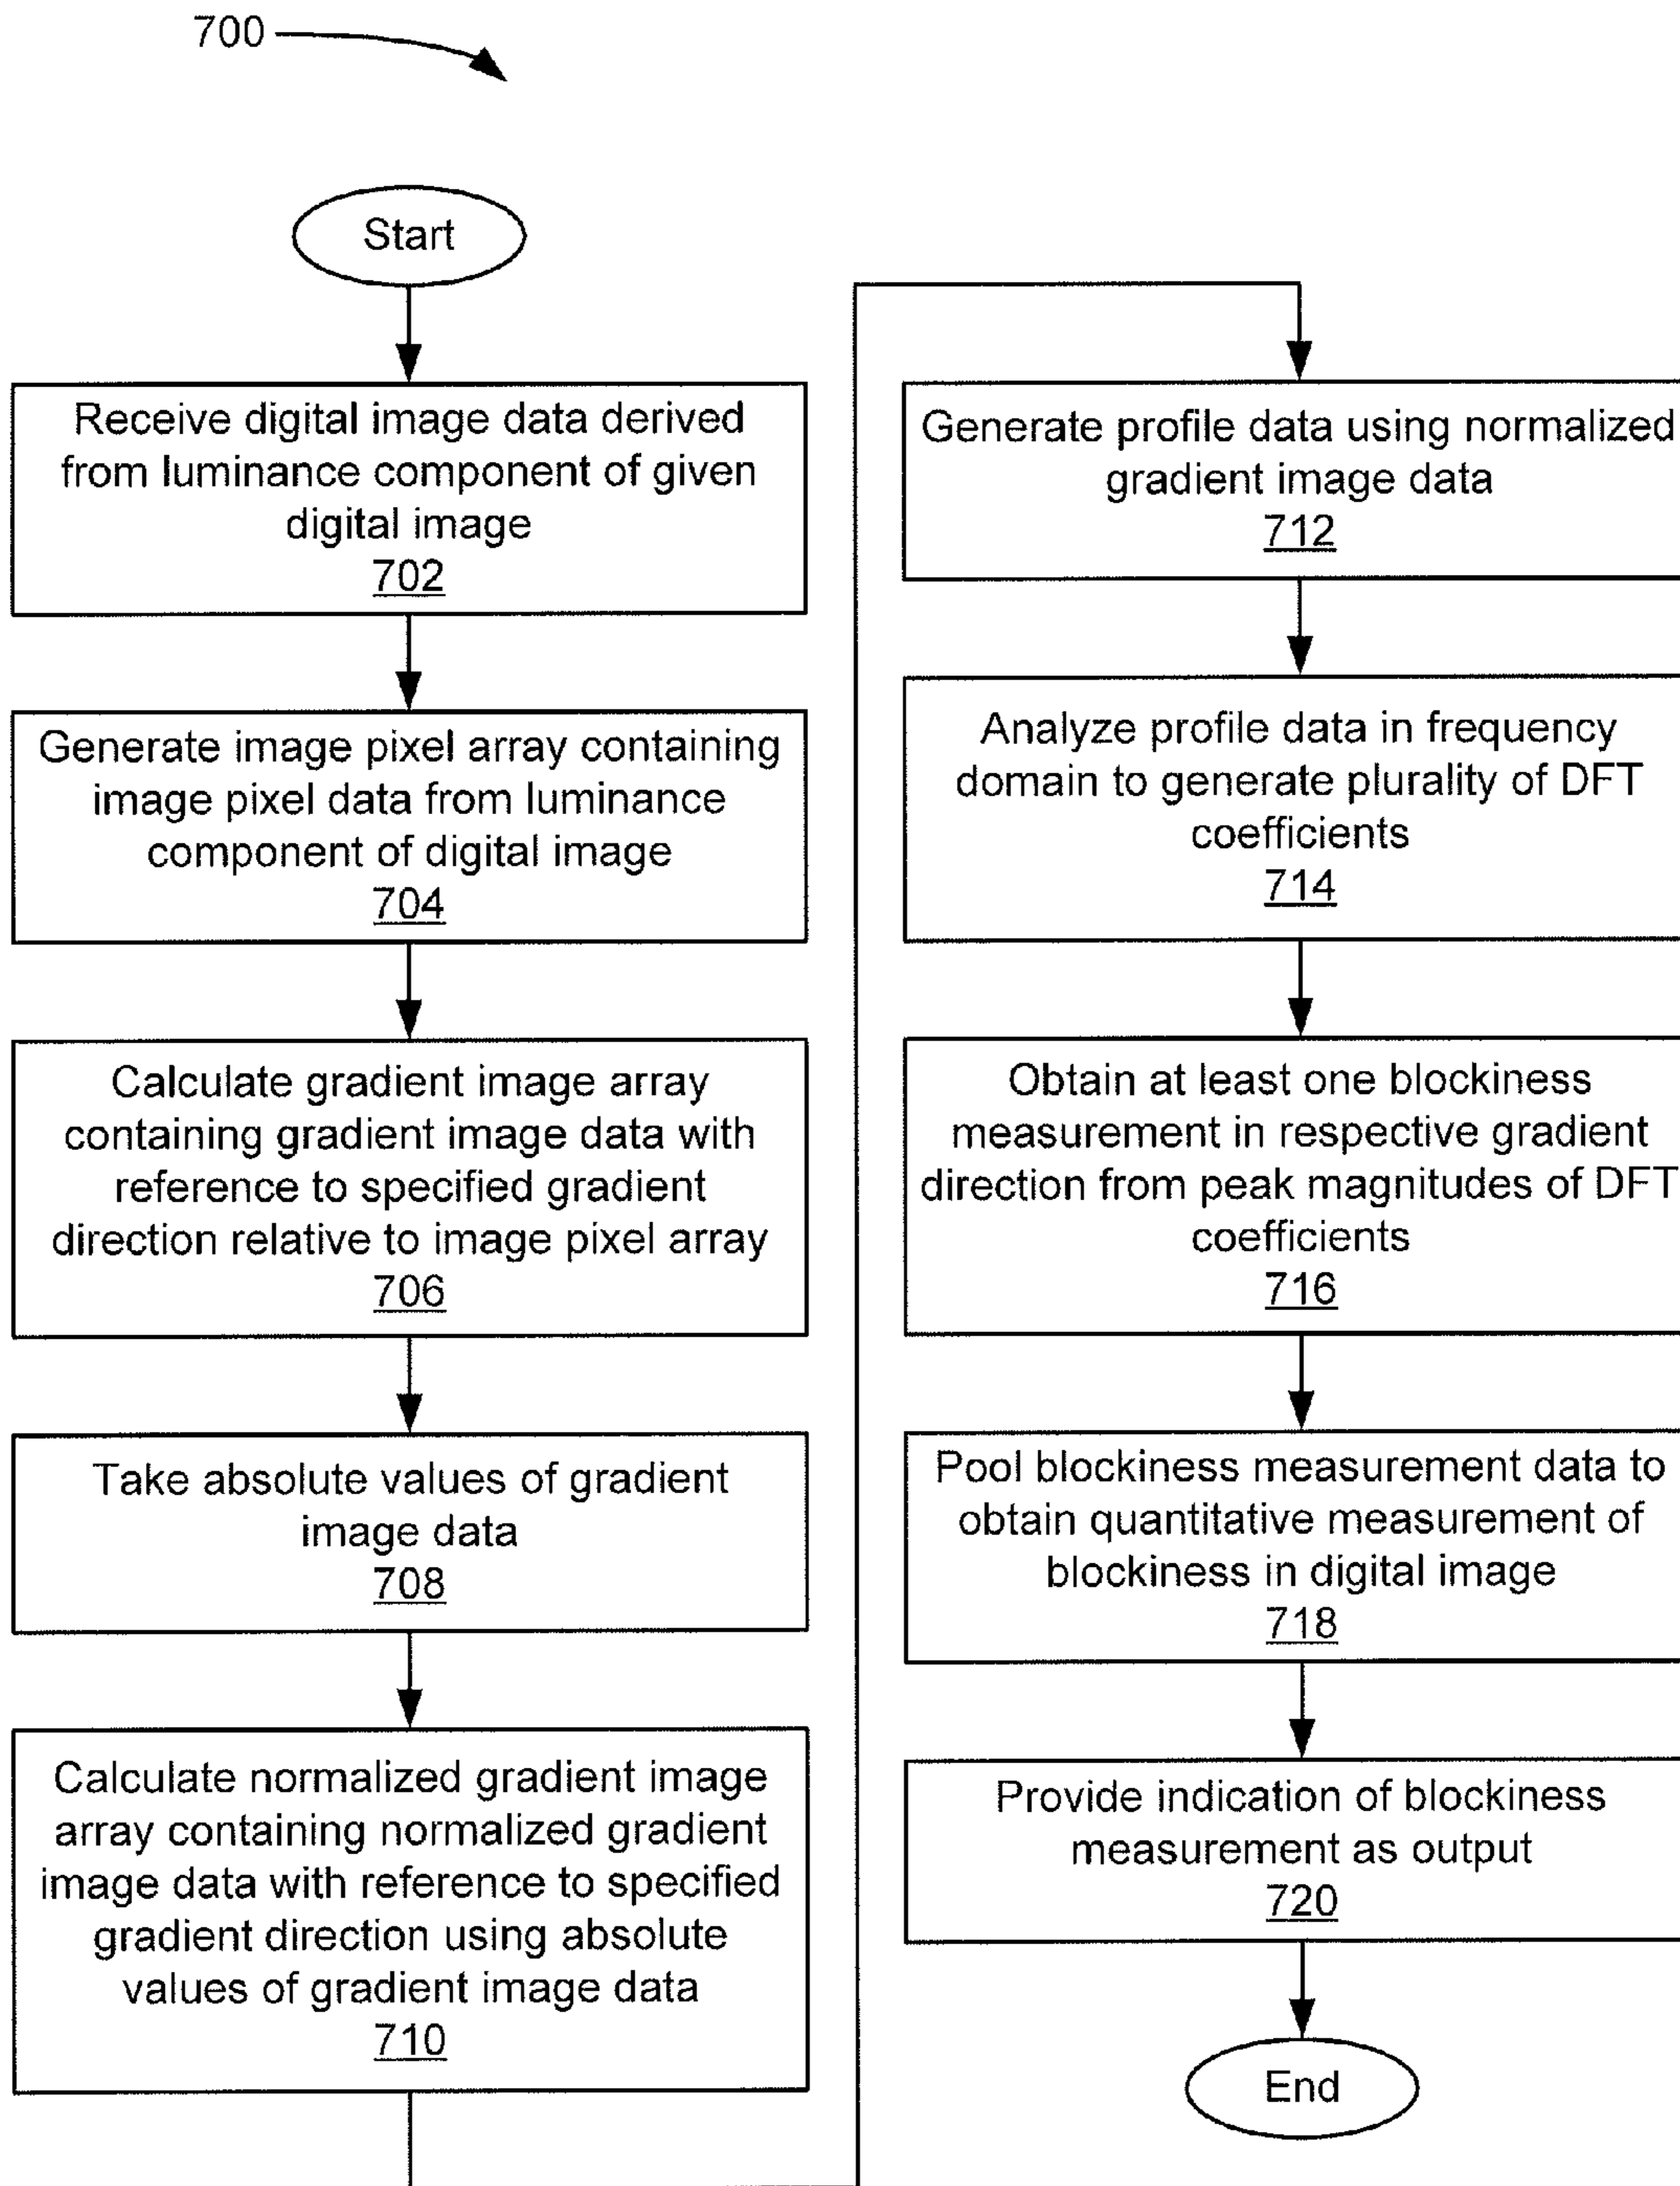 700
Start
Receive digital image data derived
from luminance component of given
digital image
702
Generate image pixel array containing
image pixel data from luminance
component of digital image
704
Calculate gradient image array
containing gradient image data with
reference to specified gradient
direction relative to image pixel array
706
Take absolute values of gradient
image data
708
Calculate normalized gradient image
array containing normalized gradient
image data with reference to specified
gradient direction using absolute
values of gradient image data
710
Generate profile data using normalized
gradient image data
712
Analyze profile data in frequency
domain to generate plurality of DFT
coefficients
714
Obtain at least one blockiness
measurement in respective gradient
direction from peak magnitudes of DFT
coefficients
716
Pool blockiness measurement data to
obtain quantitative measurement of
blockiness in digital image
718
Provide indication of blockiness
measurement as output
720
End